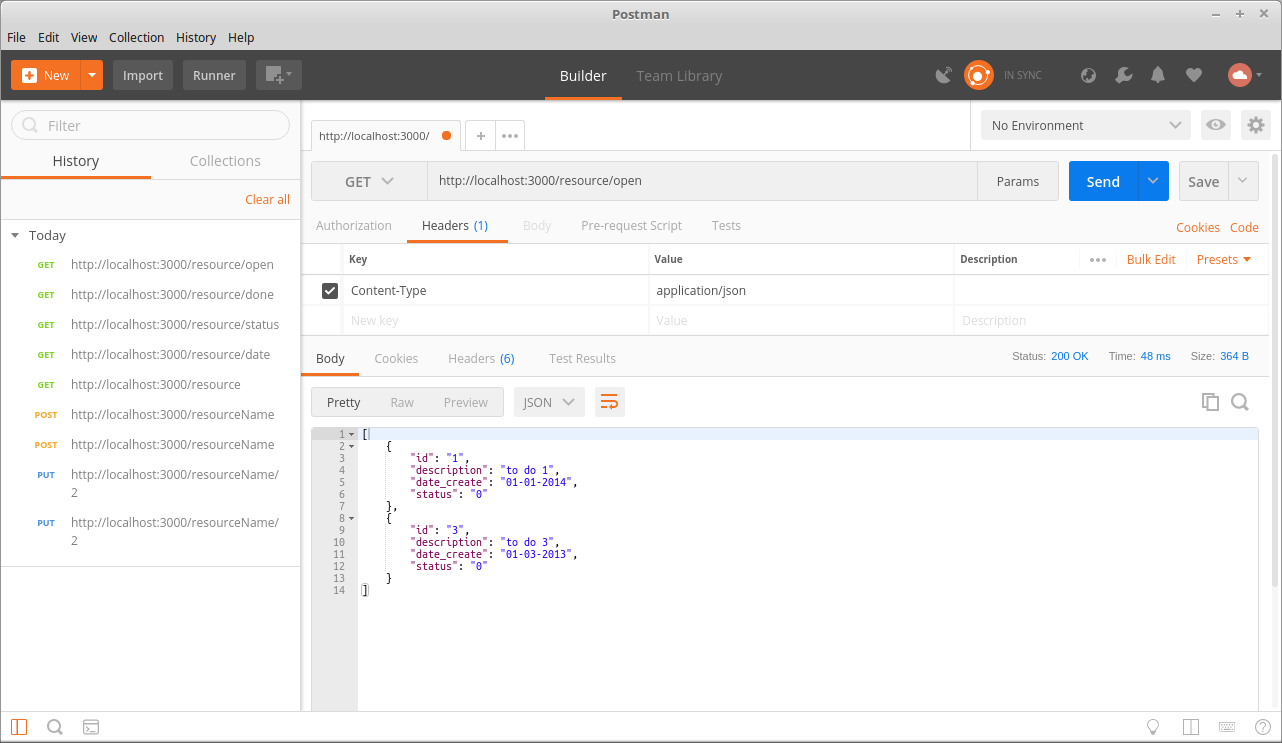 Postman
File Edit View Collection History Help
New Import Runner Builder Team Library IN SYNC
Filter
History Collections
Clear all
Today
GET http://localhost:3000/resource/open
GET http://localhost:3000/resource/done
GET http://localhost:3000/resource/status
GET http://localhost:3000/resource/date
GET http://localhost:3000/resource
POST http://localhost:3000/resourceName
POST http://localhost:3000/resourceName
PUT http://localhost:3000/resourceName/
2
PUT http://localhost:3000/resourceName/
2
http://localhost:3000/ + No Environment
GET http://localhost:3000/resource/open Params Send Save
Authorization Headers (1) Body Pre-request Script Tests Cookies Code
Key Value Description Bulk Edit Presets
Content-Type application/json
New key Value Description
Body Cookies Headers (6) Test Results Status: 200 OK Time: 48 ms Size: 364 B
Pretty Raw Preview JSON
1 [
2 {
3 "id": "1",
4 "description": "to do 1",
5 "date_create": "01-01-2014",
6 "status": "0"
7 },
8 {
9 "id": "3",
10 "description": "to do 3",
11 "date_create": "01-03-2013",
12 "status": "0"
13 }
14 ]